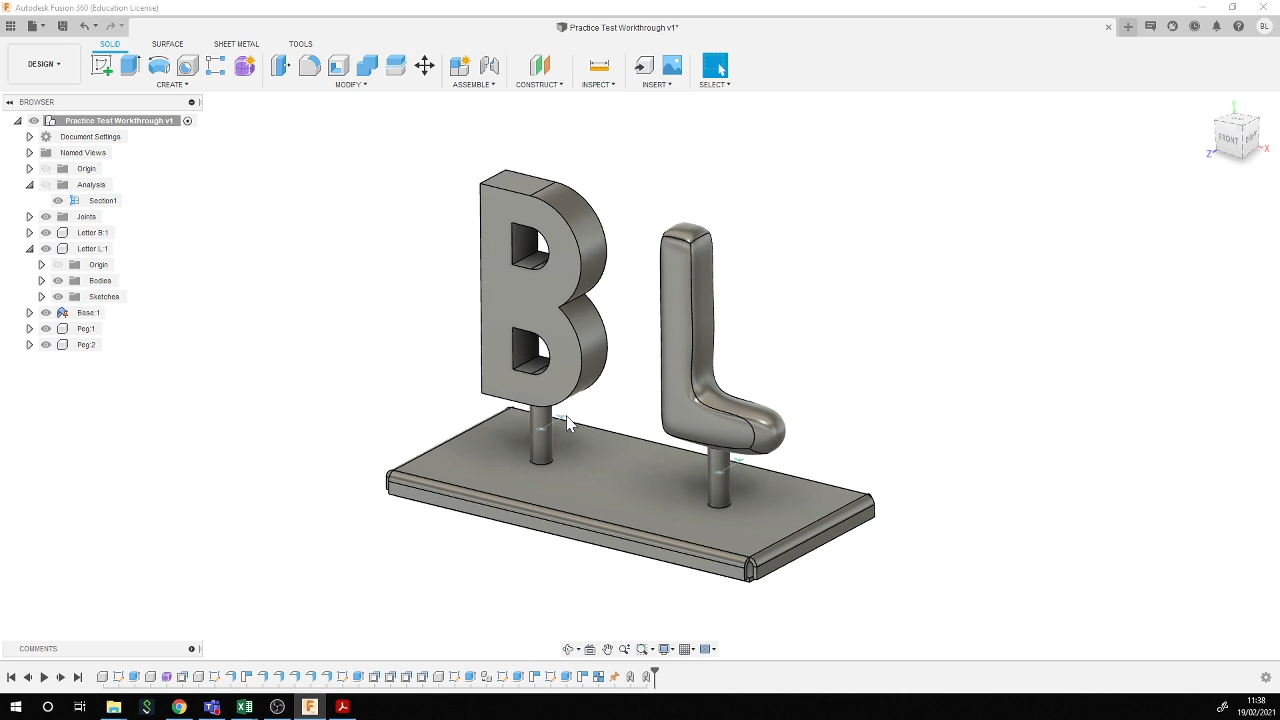 Autodesk Fusion 360 (Education License)
Practice Test Workthrough v1*
BL
SOLID
SURFACE
SHEET METAL
TOOLS
DESIGN
CREATE
MODIFY
ASSEMBLE
CONSTRUCT
INSPECT
INSERT
SELECT
BROWSER
Practice Test Workthrough v1
Document Settings
Named Views
Origin
Analysis
Section1
Joints
Letter B:1
Letter L:1
Origin
Bodies
Sketches
Base:1
Peg:1
Peg:2
FRONT
Z
X
B L
COMMENTS
11:38
19/02/2021